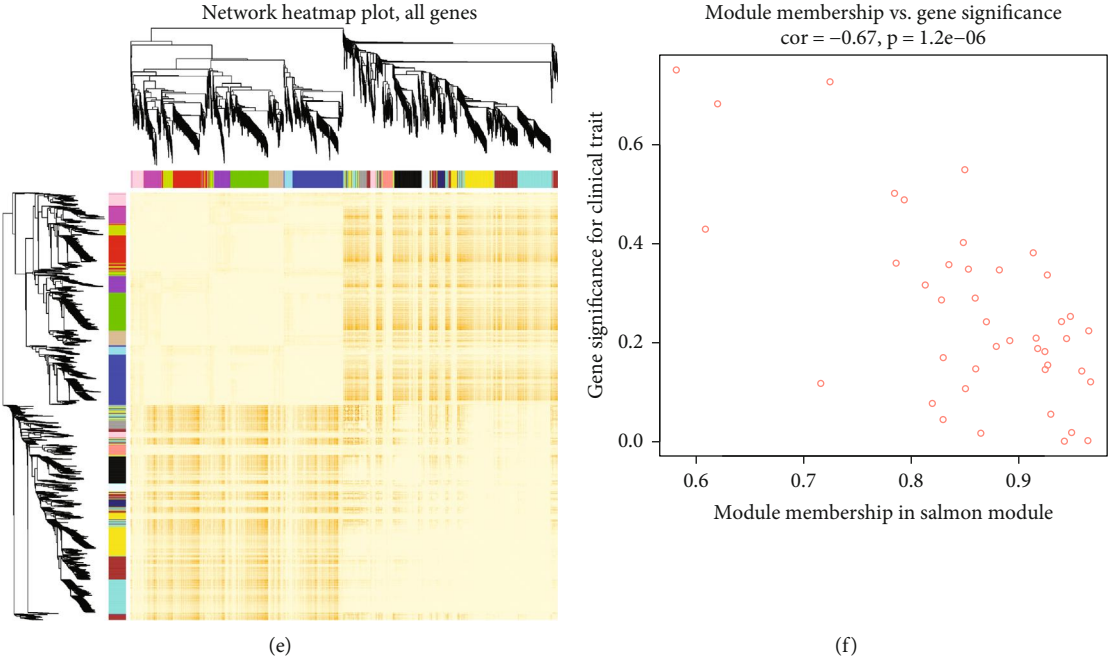 Network heatmap plot, all genes
(e)
Module membership vs. gene significance
cor = −0.67, p = 1.2e−06
Gene significance for clinical trait
0.6
0.4
0.2
0.0
0.6 0.7 0.8 0.9
Module membership in salmon module
(f)